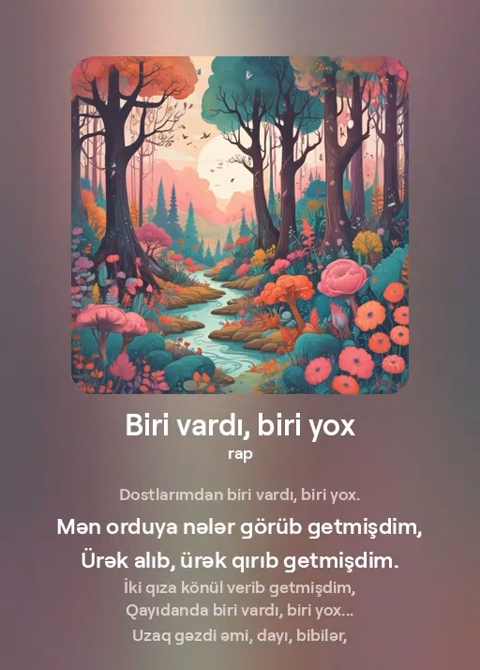 Biri vardı, biri yox
rap
Dostlarımdan biri vardı, biri yox.
Mən orduya nələr görüb getmişdim,
Ürək alıb, ürək qırıb getmişdim.
İki qıza könül verib getmişdim,
Qayıdanda biri vardı, biri yox...
Uzaq gəzdi əmi, dayı, bibilər,